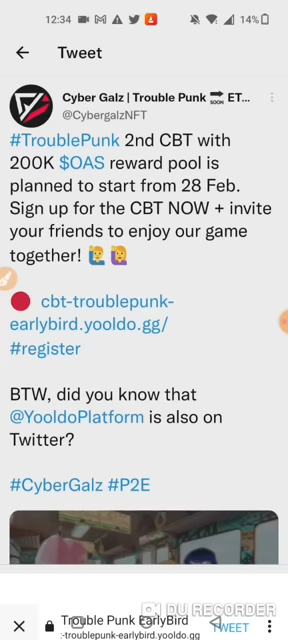 12:34
14%
Tweet
Cyber Galz | Trouble Punk SOON ET...
@CybergalzNFT
#TroublePunk 2nd CBT with
200K $OAS reward pool is
planned to start from 28 Feb.
Sign up for the CBT NOW + invite
your friends to enjoy our game
together!
cbt-troublepunk-
earlybird.yooldo.gg/
#register
BTW, did you know that
@YooldoPlatform is also on
Twitter?
#CyberGalz #P2E
DU RECORDER
Trouble Punk EarlyBird
:-troublepunk-earlybird.yooldo.gg
TWEET